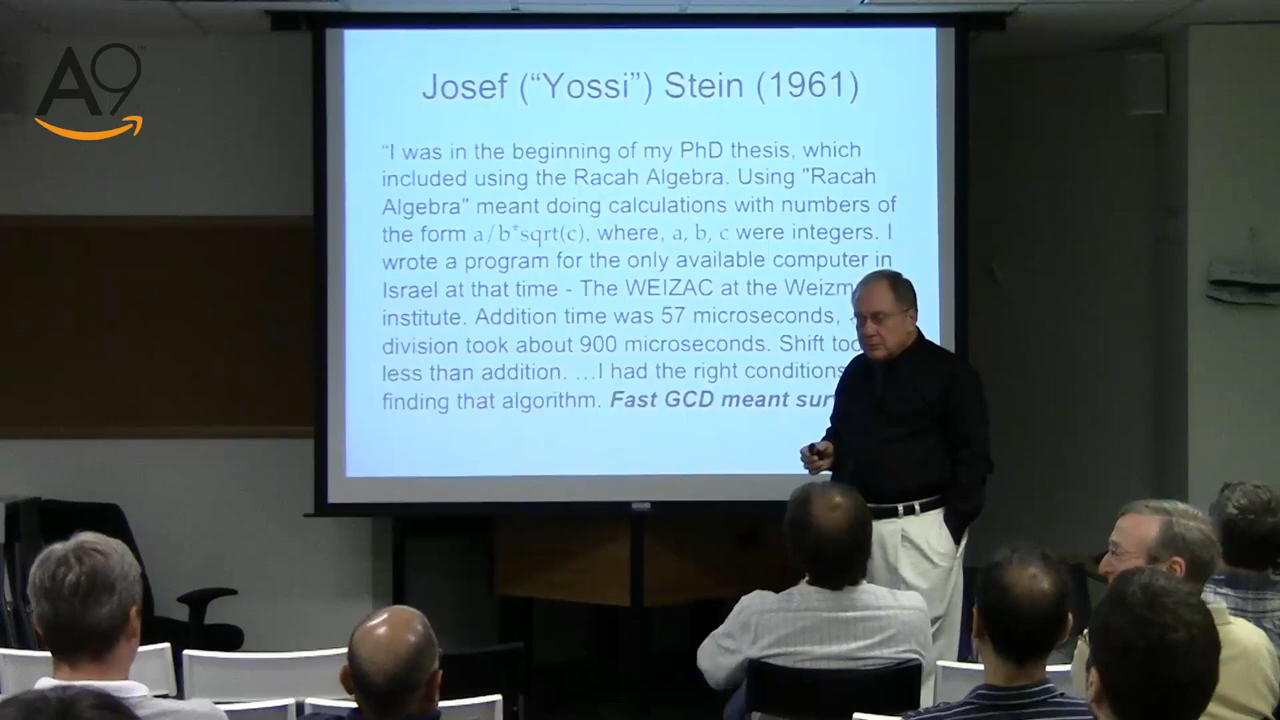 A9
Josef (“Yossi”) Stein (1961)
“I was in the beginning of my PhD thesis, which
included using the Racah Algebra. Using "Racah
Algebra" meant doing calculations with numbers of
the form a/b*sqrt(c), where, a, b, c were integers. I
wrote a program for the only available computer in
Israel at that time - The WEIZAC at the
institute. Addition time was 57 microseconds,
division took about 900 microseconds. Shift
less than addition. …I had the right conditions
finding that algorithm. Fast GCD meant